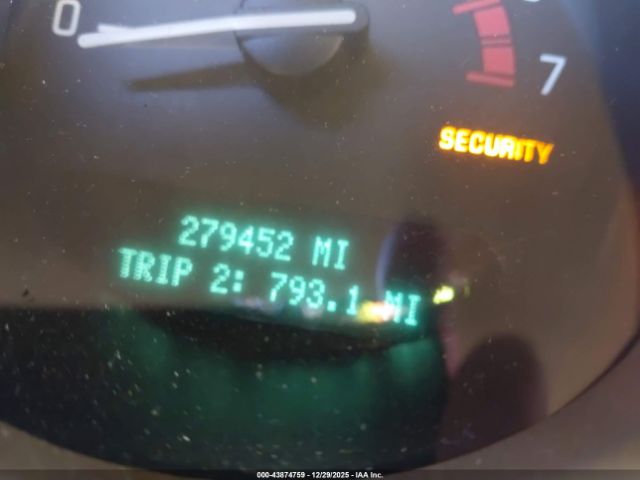 0
7
SECURITY
279452 MI
TRIP 2: 793.1 MI
000-43874759 - 12/29/2025 - © IAA Inc.